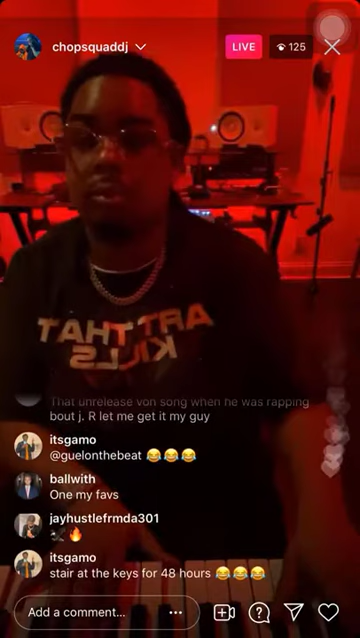 chopsquaddj
LIVE
125
ART THAT
KILLS
That unrelease von song when he was rapping
bout j. R let me get it my guy
itsgamo
@guelonthebeat 😂😂😂
ballwith
One my favs
jayhustlefrmda301
🔥
itsgamo
stair at the keys for 48 hours 😂😂😂
Add a comment...